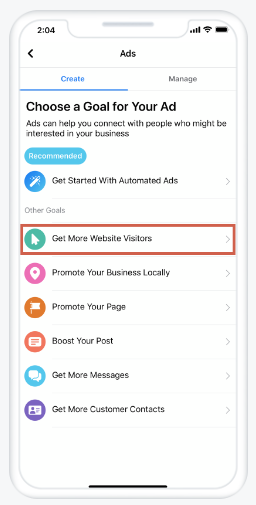 2:04
Ads
Create
Manage
Choose a Goal for Your Ad
Ads can help you connect with people who might be
interested in your business
Recommended
Get Started With Automated Ads
Other Goals
Get More Website Visitors
Promote Your Business Locally
Promote Your Page
Boost Your Post
Get More Messages
Get More Customer Contacts